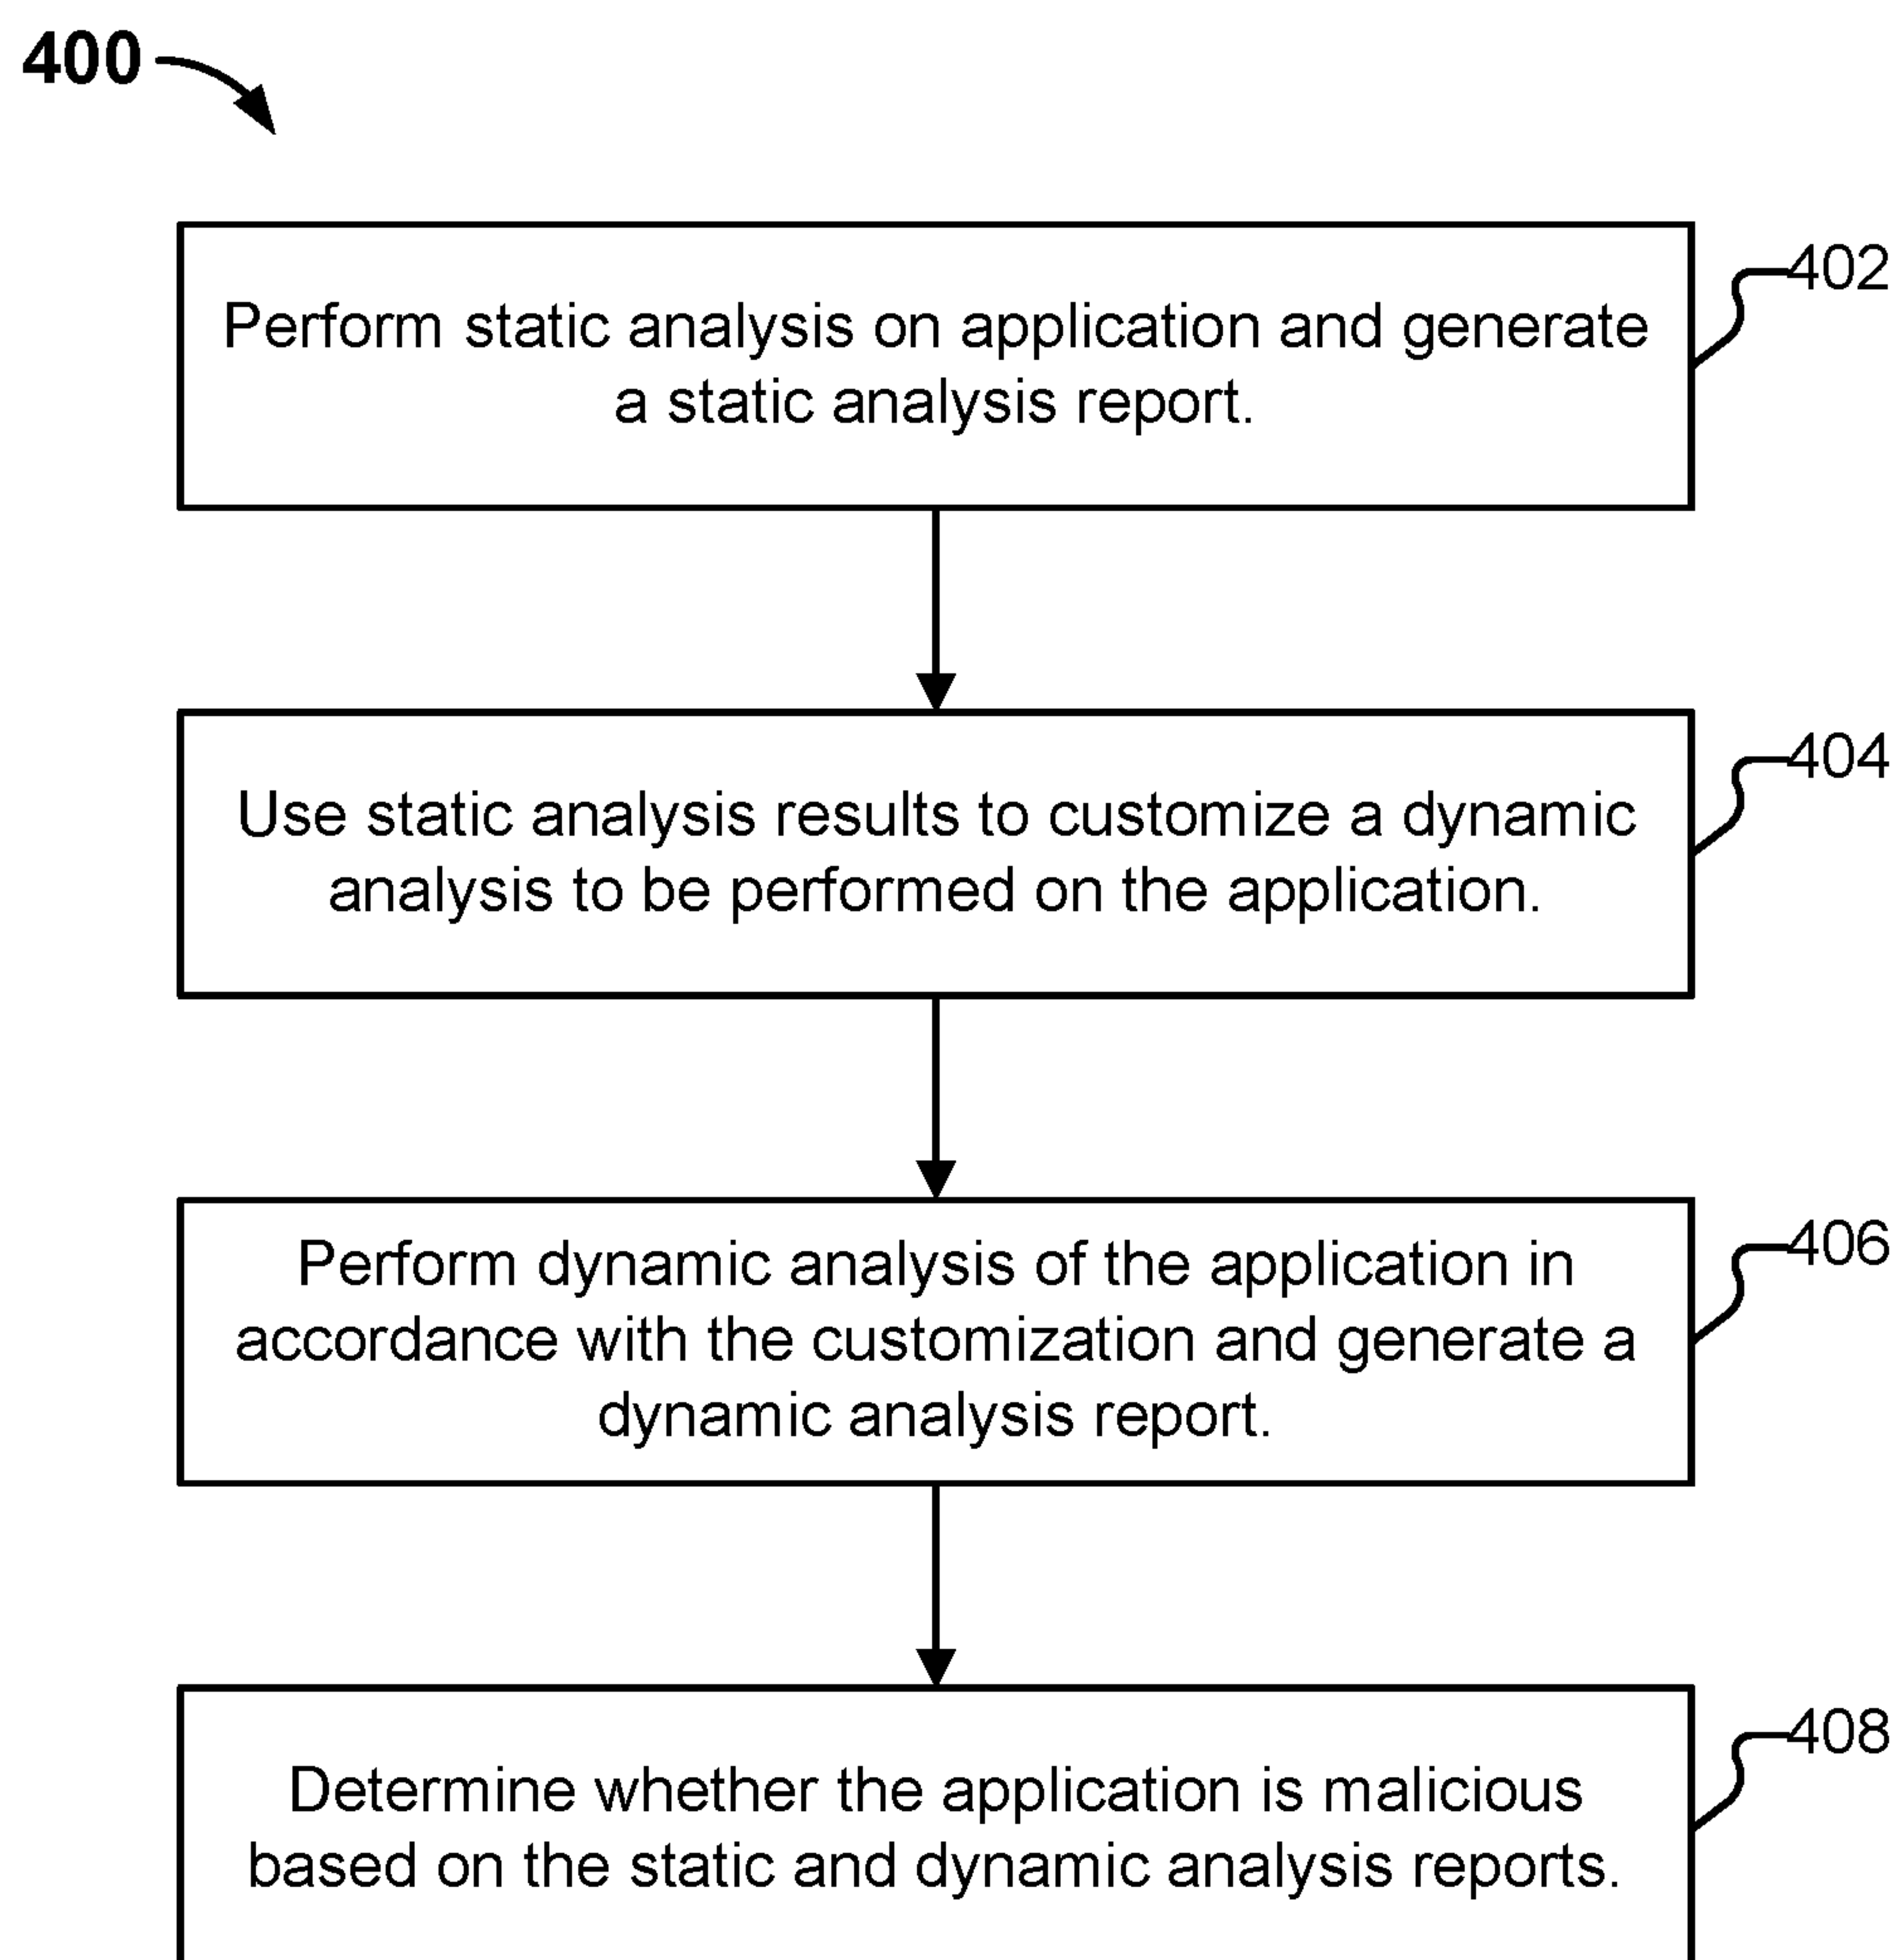 400
402
Perform static analysis on application and generate
a static analysis report.
404
Use static analysis results to customize a dynamic
analysis to be performed on the application.
406
Perform dynamic analysis of the application in
accordance with the customization and generate a
dynamic analysis report.
408
Determine whether the application is malicious
based on the static and dynamic analysis reports.